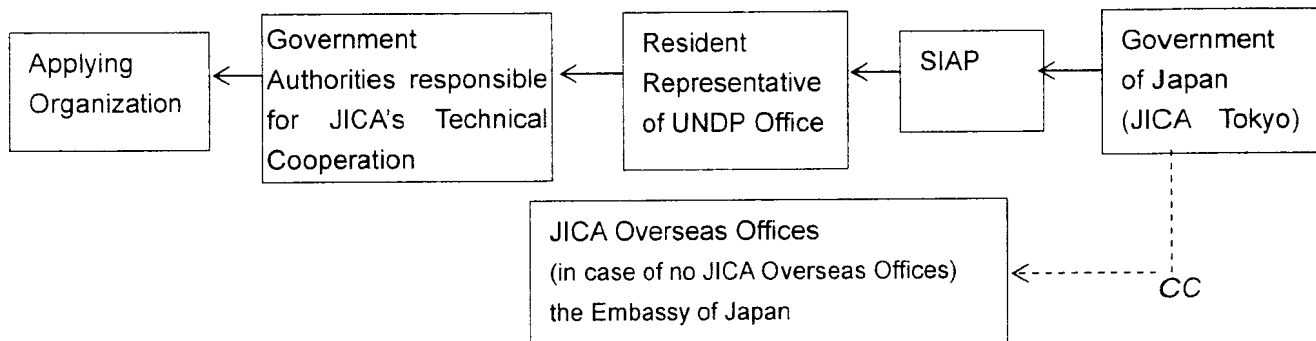 Applying
Organization
Government
Authorities responsible
for JICA's Technical
Cooperation
Resident
Representative
of UNDP Office
SIAP
Government
of Japan
(JICA Tokyo)
JICA Overseas Offices
(in case of no JICA Overseas Offices)
the Embassy of Japan
CC